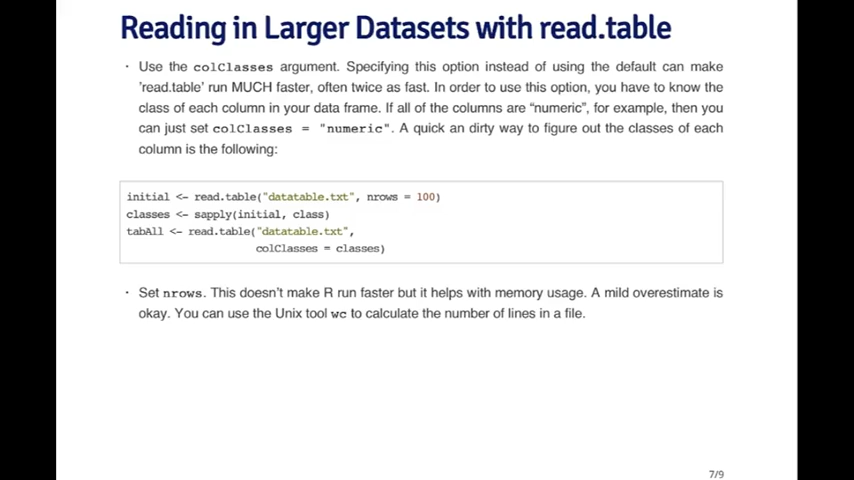 Reading in Larger Datasets with read.table
· Use the colClasses argument. Specifying this option instead of using the default can make
'read.table' run MUCH faster, often twice as fast. In order to use this option, you have to know the
class of each column in your data frame. If all of the columns are “numeric”, for example, then you
can just set colClasses = "numeric". A quick an dirty way to figure out the classes of each
column is the following:
initial <- read.table("datatable.txt", nrows = 100)
classes <- sapply(initial, class)
tabAll <- read.table("datatable.txt",
colClasses = classes)
· Set nrows. This doesn’t make R run faster but it helps with memory usage. A mild overestimate is
okay. You can use the Unix tool wc to calculate the number of lines in a file.
7/9